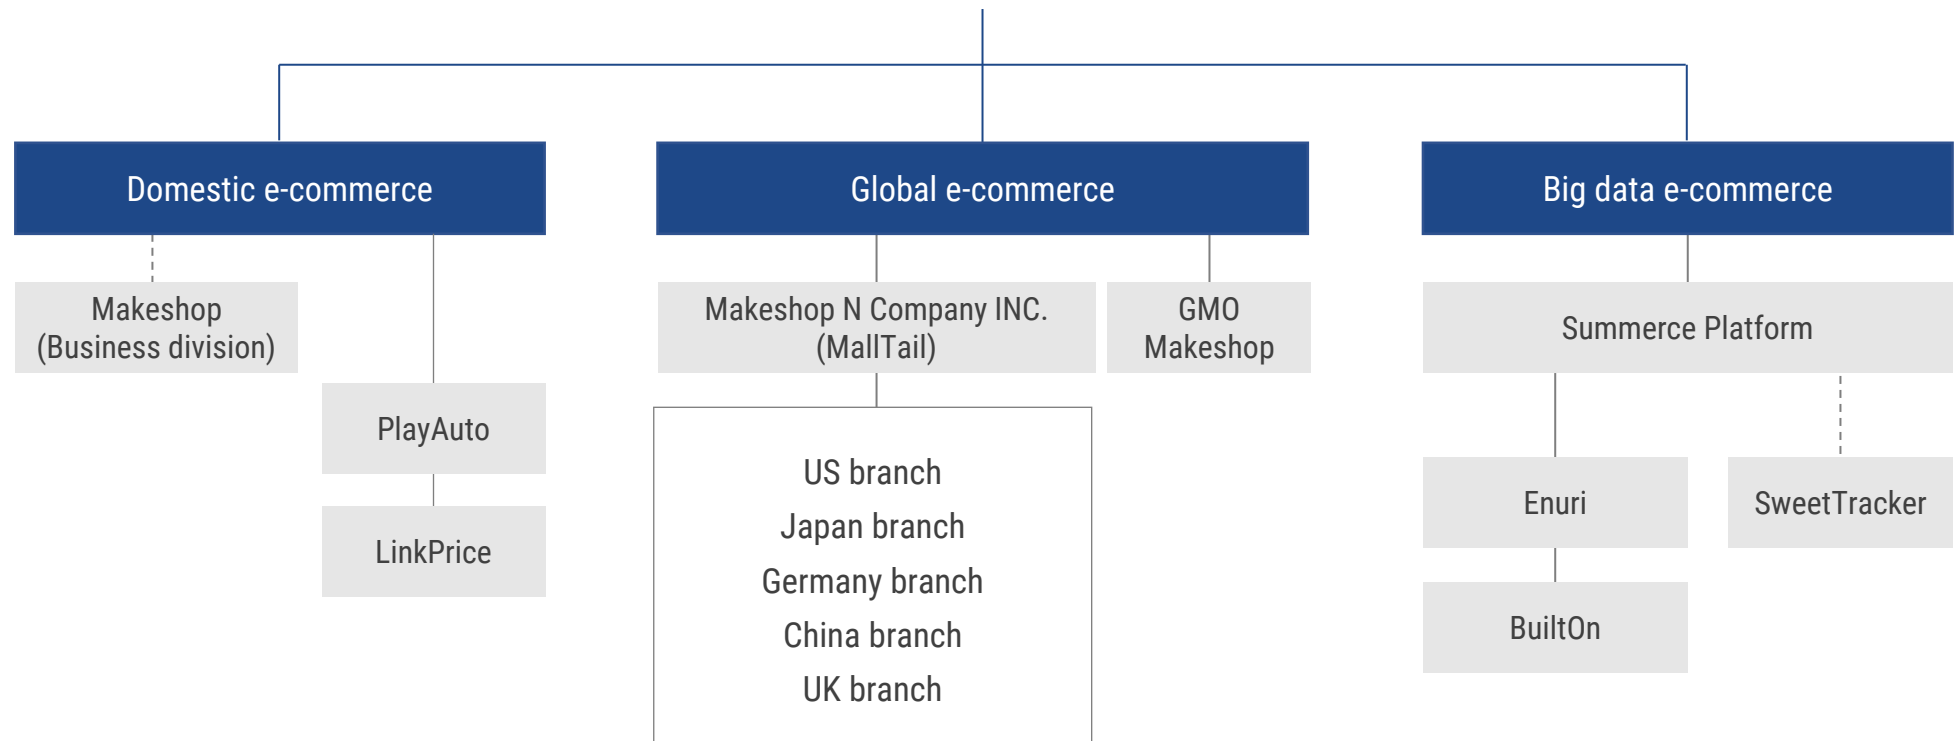 Domestic e-commerce
Global e-commerce
Big data e-commerce
Makeshop
(Business division)
Makeshop N Company INC.
(MallTail)
GMO
Makeshop
Summerce Platform
PlayAuto
LinkPrice
US branch
Japan branch
Germany branch
China branch
UK branch
Enuri
SweetTracker
BuiltOn